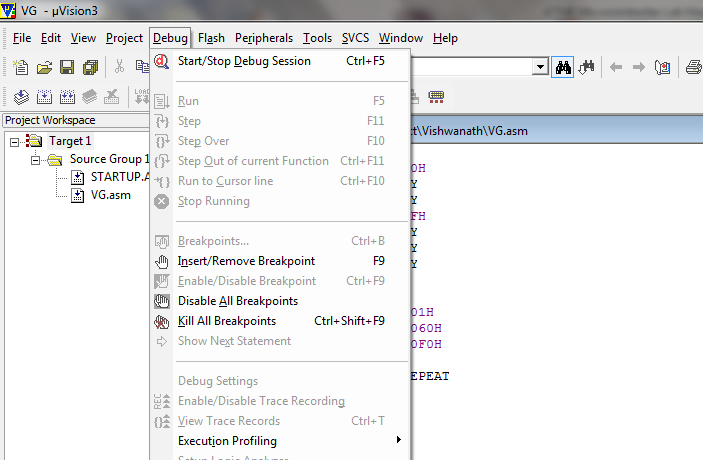 VG - µVision3
File Edit View Project Debug Flash Peripherals Tools SVCS Window Help
Start/Stop Debug Session Ctrl+F5
Project Workspace
Run F5
Target 1
Step F11
\Vishwanath\VG.asm
Step Over F10
Source Group 1
Step Out of current Function Ctrl+F11
0H
STARTUP.A
Run to Cursor line Ctrl+F10
Y
VG.asm
Stop Running
Y
FH
Y
Breakpoints... Ctrl+B
Y
Insert/Remove Breakpoint F9
Y
Enable/Disable Breakpoint Ctrl+F9
Disable All Breakpoints
01H
Kill All Breakpoints Ctrl+Shift+F9
060H
Show Next Statement
0F0H
Debug Settings
EPEAT
Enable/Disable Trace Recording
View Trace Records Ctrl+T
Execution Profiling